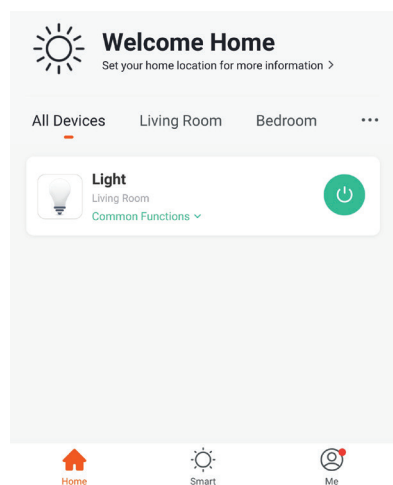 Welcome Home
Set your home location for more information >
All Devices Living Room Bedroom •••
Light
Living Room
Common Functions
Home Smart Me